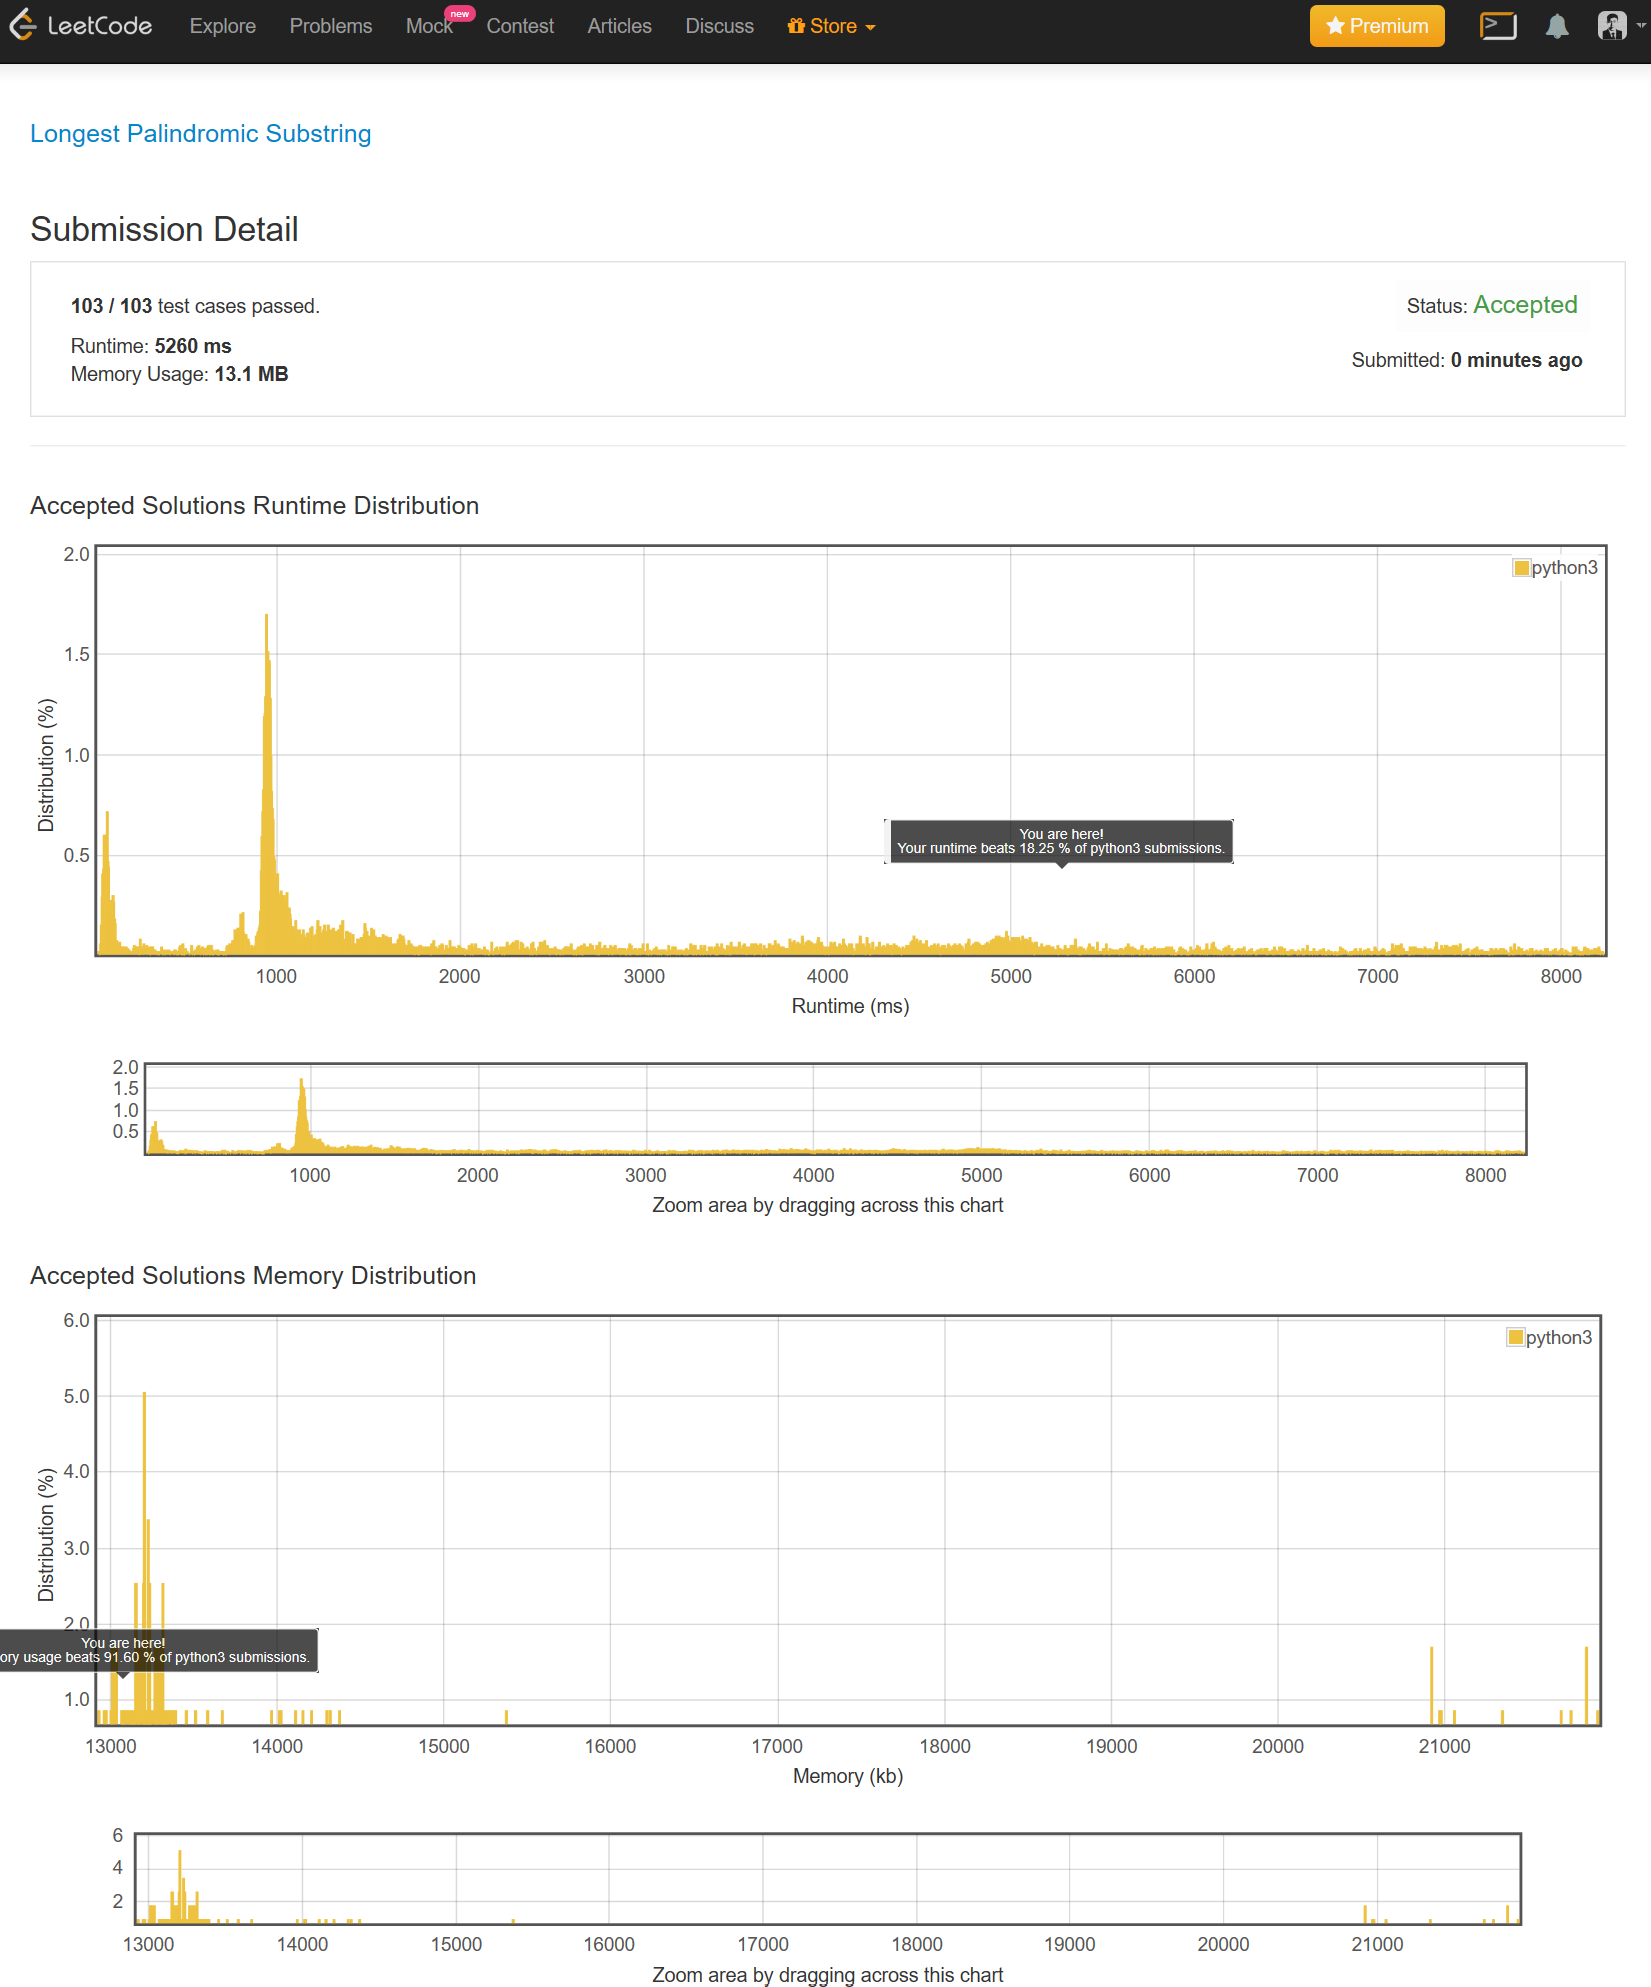 LeetCode Explore Problems Mock new Contest Articles Discuss Store Premium
Longest Palindromic Substring
Submission Detail
103 / 103 test cases passed.
Status: Accepted
Runtime: 5260 ms
Submitted: 0 minutes ago
Memory Usage: 13.1 MB
Accepted Solutions Runtime Distribution
2.0
python3
1.5
Distribution (%)
1.0
You are here!
Your runtime beats 18.25 % of python3 submissions.
0.5
1000 2000 3000 4000 5000 6000 7000 8000
Runtime (ms)
2.0
1.5
1.0
0.5
1000 2000 3000 4000 5000 6000 7000 8000
Zoom area by dragging across this chart
Accepted Solutions Memory Distribution
6.0
python3
5.0
4.0
Distribution (%)
3.0
2.0
You are here!
ory usage beats 91.60 % of python3 submissions.
1.0
13000 14000 15000 16000 17000 18000 19000 20000 21000
Memory (kb)
6
4
2
13000 14000 15000 16000 17000 18000 19000 20000 21000
Zoom area by dragging across this chart